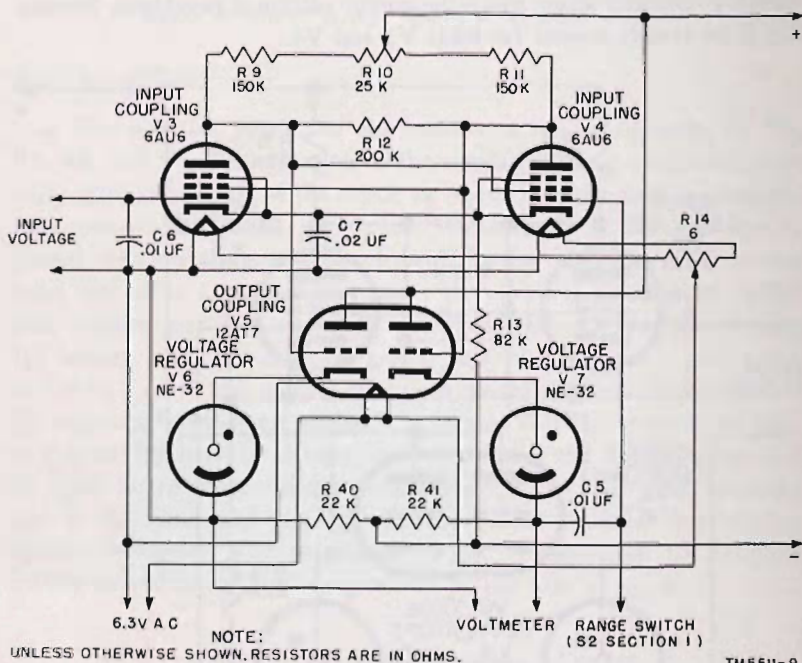 +
R 9
150K
R 10
25 K
R 11
150K
INPUT
COUPLING
V 3
6AU6
INPUT
COUPLING
V 4
6AU6
R 12
200 K
INPUT
VOLTAGE
C 6
.01UF
C 7
.02 UF
R 14
6
OUTPUT
COUPLING
V 5
12AT7
R 13
82 K
VOLTAGE
REGULATOR
V 6
NE-32
VOLTAGE
REGULATOR
V 7
NE-32
R 40
22 K
R 41
22 K
C 5
.01 UF
−
6.3V A C
VOLTMETER
RANGE SWITCH
(S2 SECTION 1)
NOTE:
UNLESS OTHERWISE SHOWN, RESISTORS ARE IN OHMS.